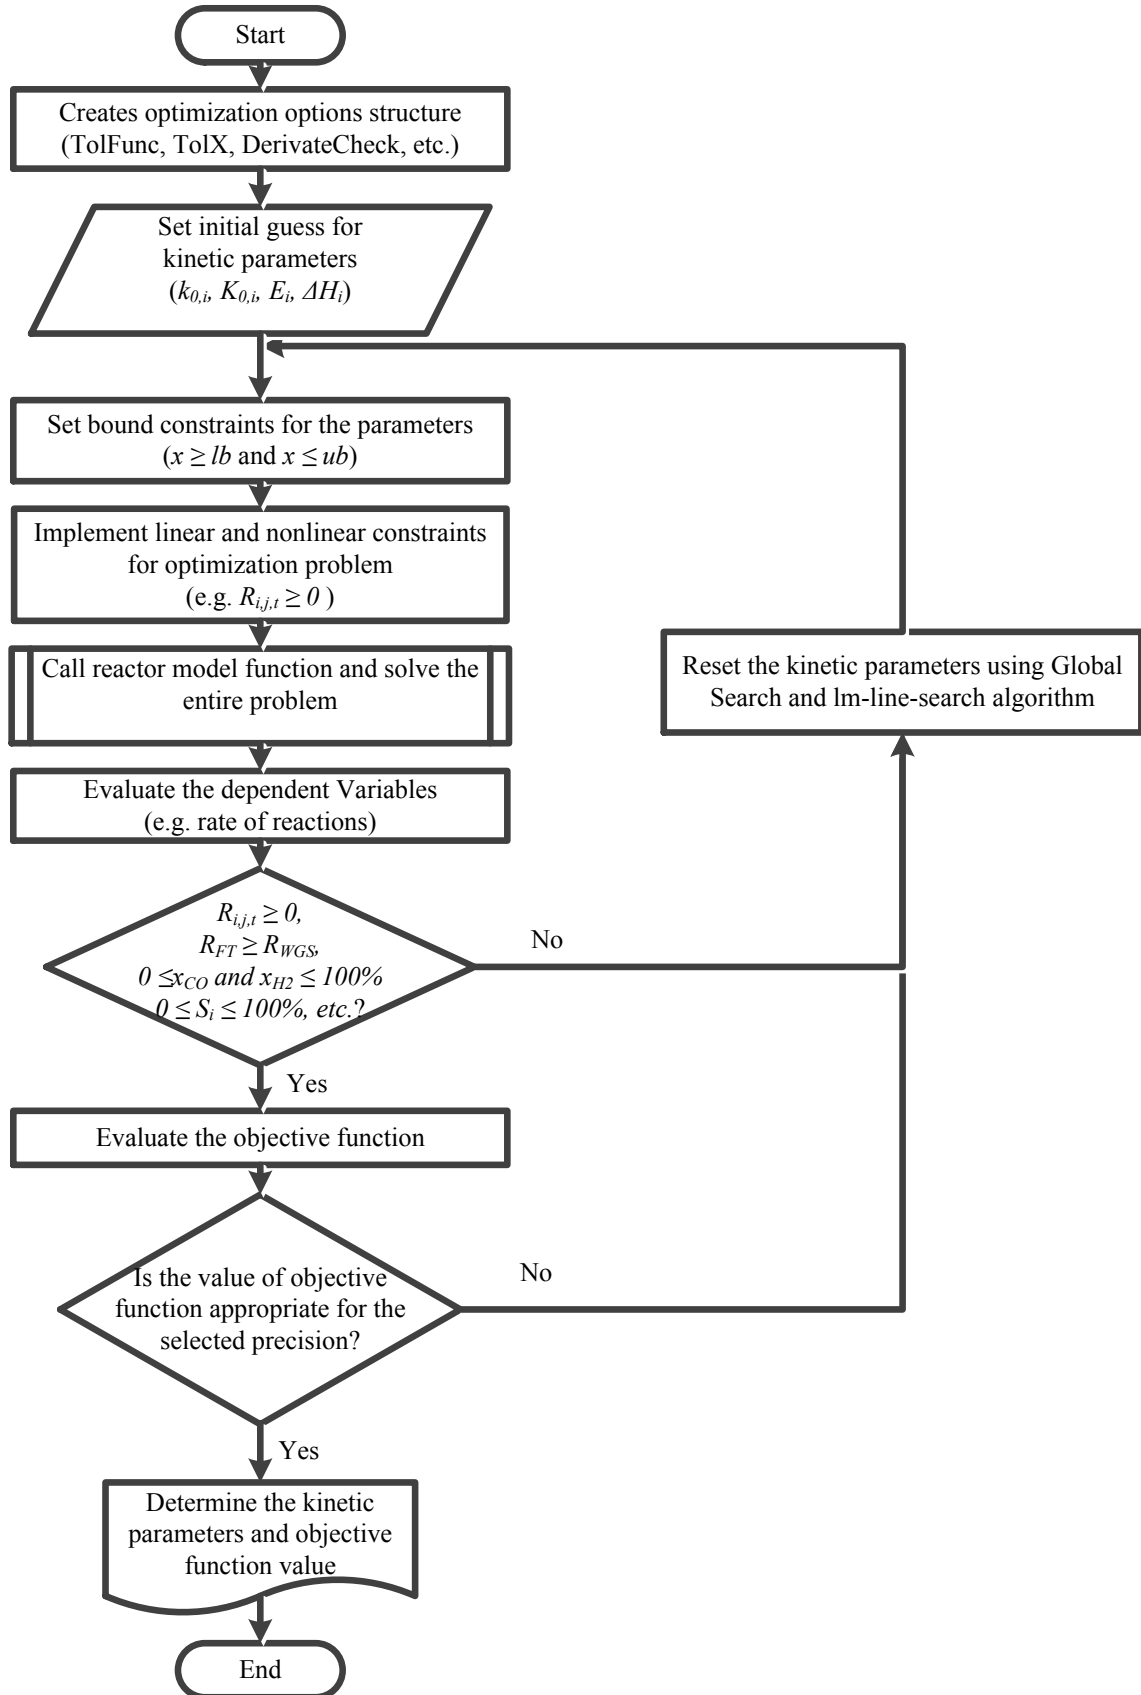 Start
Creates optimization options structure
(TolFunc, TolX, DerivateCheck, etc.)
Set initial guess for
kinetic parameters
(k0,i, K0,i, Ei, ΔHi)
Set bound constraints for the parameters
(x ≥ lb and x ≤ ub)
Implement linear and nonlinear constraints
for optimization problem
(e.g. Ri,j,t ≥ 0 )
Call reactor model function and solve the
entire problem
Reset the kinetic parameters using Global
Search and lm-line-search algorithm
Evaluate the dependent Variables
(e.g. rate of reactions)
Ri,j,t ≥ 0,
RFT ≥ RWGS,
0 ≤xCO and xH2 ≤ 100%
0 ≤ Si ≤ 100%, etc.?
No
Yes
Evaluate the objective function
Is the value of objective
function appropriate for the
selected precision?
No
Yes
Determine the kinetic
parameters and objective
function value
End